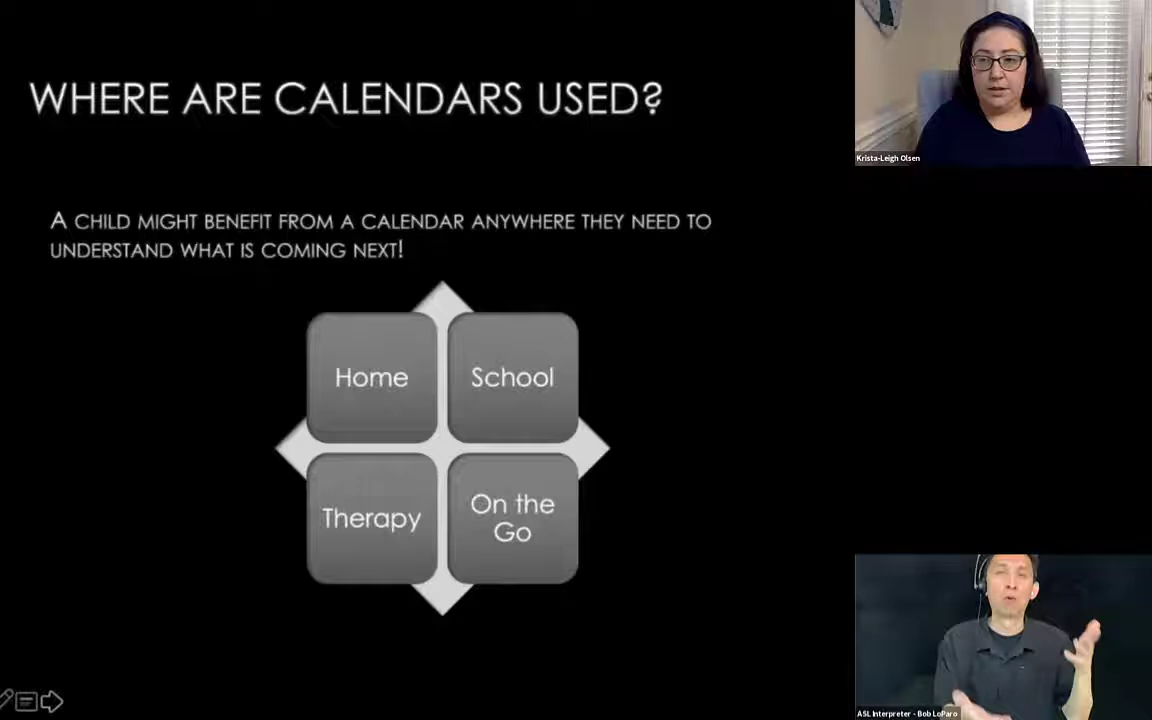 WHERE ARE CALENDARS USED?
A CHILD MIGHT BENEFIT FROM A CALENDAR ANYWHERE THEY NEED TO
UNDERSTAND WHAT IS COMING NEXT!
Home
School
Therapy
On the
Go
Krista-Leigh Olsen
ASL Interpreter - Bob LoParo